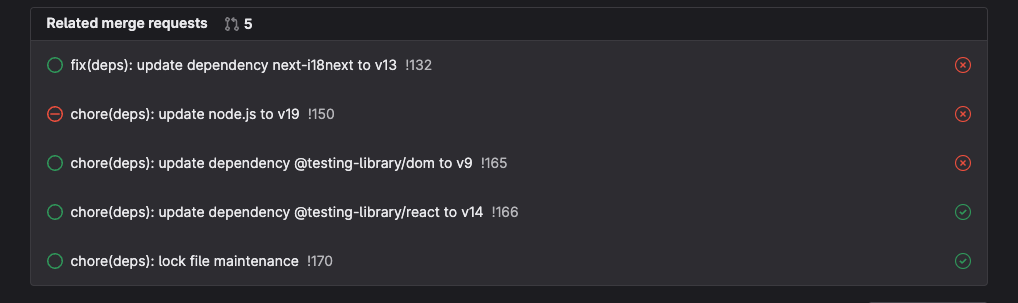 Related merge requests 5
fix(deps): update dependency next-i18next to v13 !132
chore(deps): update node.js to v19 !150
chore(deps): update dependency @testing-library/dom to v9 !165
chore(deps): update dependency @testing-library/react to v14 !166
chore(deps): lock file maintenance !170